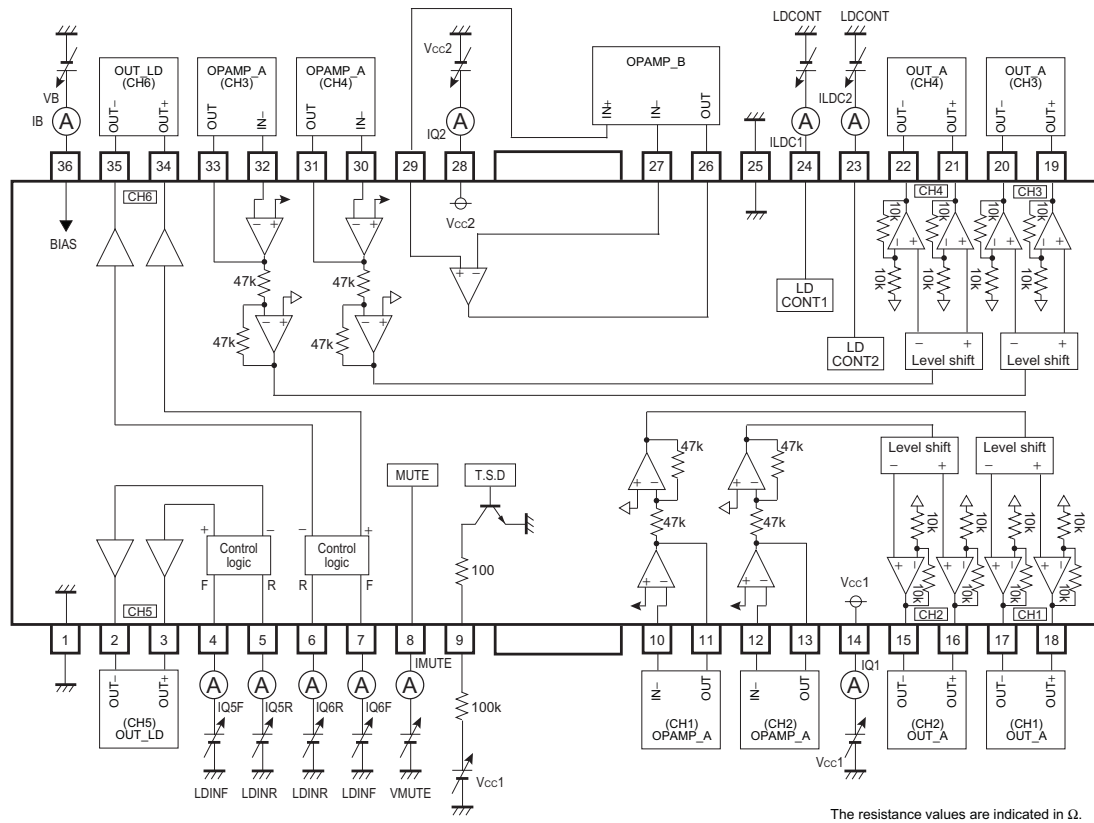 LDCONT LDCONT
Vcc2
OUT_LD (CH6) OPAMP_A (CH3) OPAMP_A (CH4) OPAMP_B OUT_A (CH4) OUT_A (CH3)
VB ILDC2
IB A OUT− OUT+ OUT IN− OUT IN− A IQ2 IN+ IN− OUT A A ILDC1 OUT− OUT+ OUT− OUT+
36 35 34 33 32 31 30 29 28 27 26 25 24 23 22 21 20 19
CH6 CH4 CH3
BIAS − + − + Vcc2 10k 10k 10k 10k
− + − + − + − +
47k 47k + − LD CONT1 10k 10k 10k 10k
− + − +
47k 47k LD CONT2 − + Level shift − + Level shift
47k 47k
MUTE T.S.D + − + − Level shift − + Level shift − +
47k 47k 10k 10k 10k 10k
+ − − +
Control logic Control logic
F R R F 100 + − + − + − − + + − − +
10k 10k 10k 10k
CH5 Vcc1 CH2 CH1
1 2 3 4 5 6 7 8 9 10 11 12 13 14 15 16 17 18
OUT− OUT+ A A A A A IMUTE IN− OUT IN− OUT A IQ1 OUT− OUT+ OUT− OUT+
IQ5F IQ5R IQ6R IQ6F 100k
(CH5) OUT_LD (CH1) OPAMP_A (CH2) OPAMP_A (CH2) OUT_A (CH1) OUT_A
Vcc1 Vcc1
LDINF LDINR LDINR LDINF VMUTE
The resistance values are indicated in Ω.